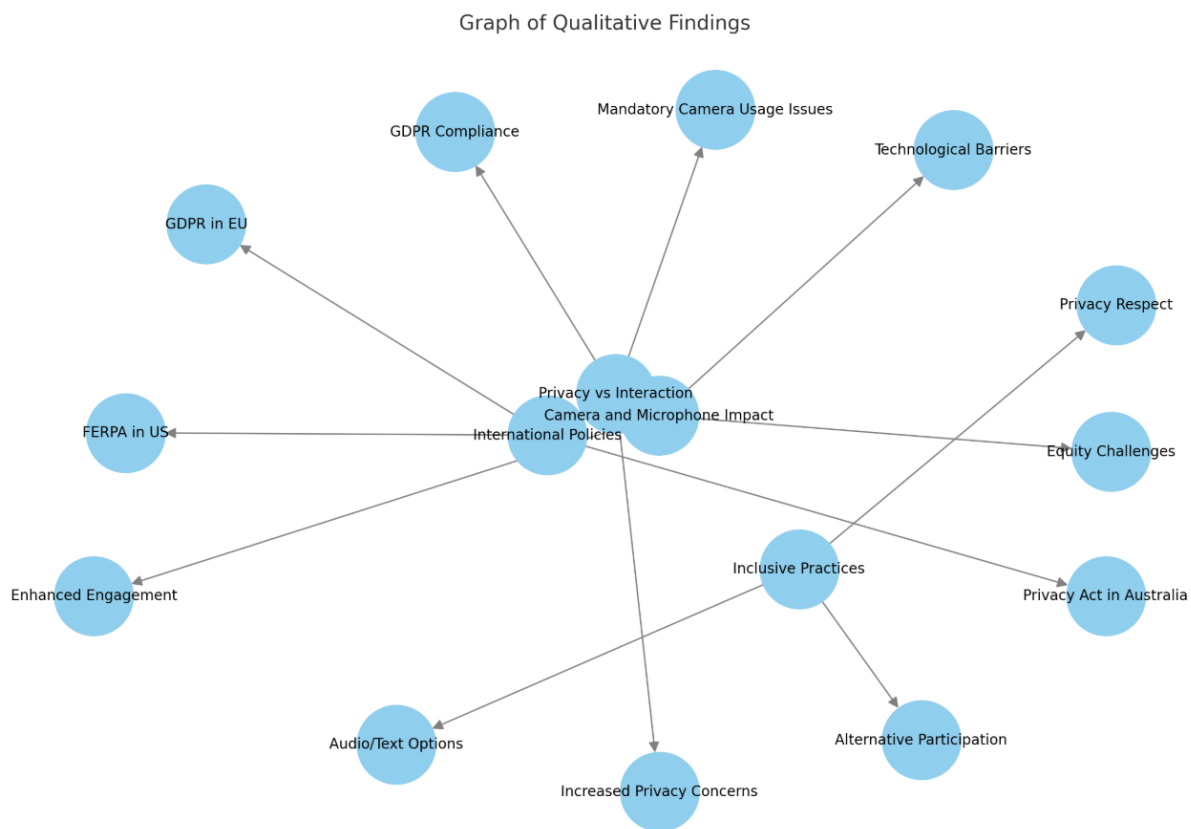 Graph of Qualitative Findings
Mandatory Camera Usage Issues
GDPR Compliance
Technological Barriers
GDPR in EU
Privacy Respect
Privacy vs Interaction
Camera and Microphone Impact
International Policies
FERPA in US
Equity Challenges
Inclusive Practices
Enhanced Engagement
Privacy Act in Australia
Alternative Participation
Audio/Text Options
Increased Privacy Concerns